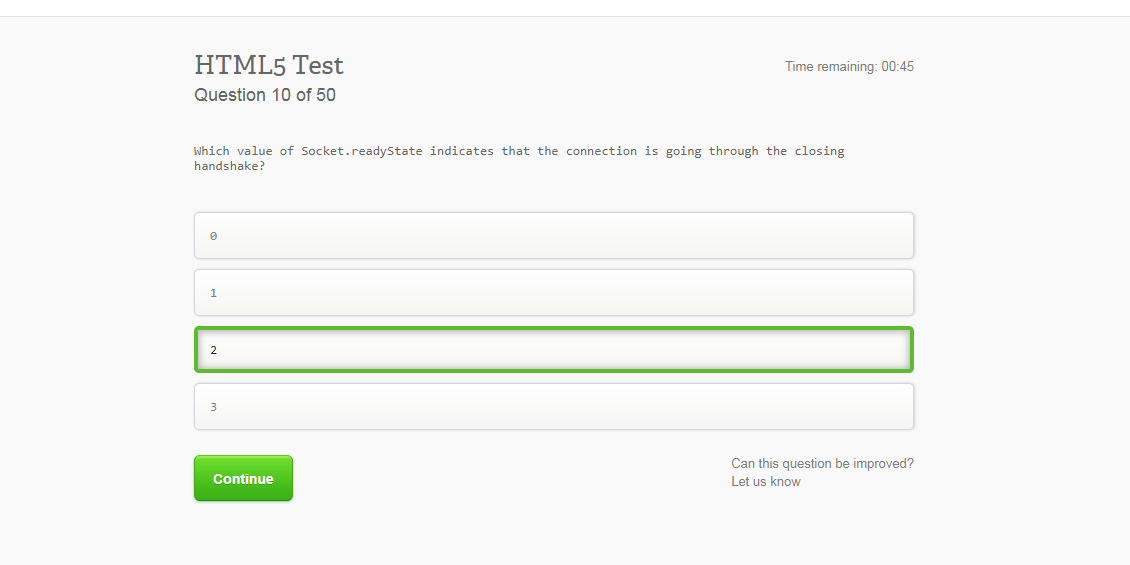 HTML5 Test
Time remaining: 00:45
Question 10 of 50
Which value of Socket.readyState indicates that the connection is going through the closing
handshake?
0
1
2
3
Continue
Can this question be improved?
Let us know